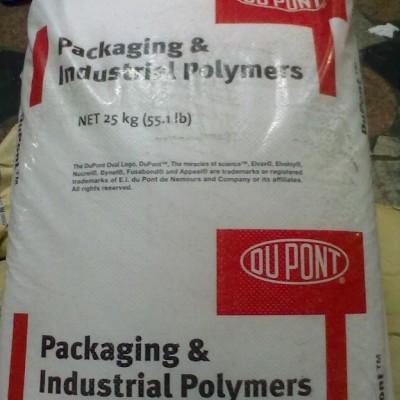 DU PONT
Packaging &
Industrial Polymers
NET 25 kg (55.1 lb)
The DuPont Oval Logo, DuPont™, The miracles of science™, Elvax®, Elvaloy®,
Nucrel®, Bynel®, Fusabond® and Appeel® are trademarks or registered
trademarks of E.I. du Pont de Nemours and Company or its affiliates.
All rights reserved.
DU PONT®
Packaging &
Industrial Polymers